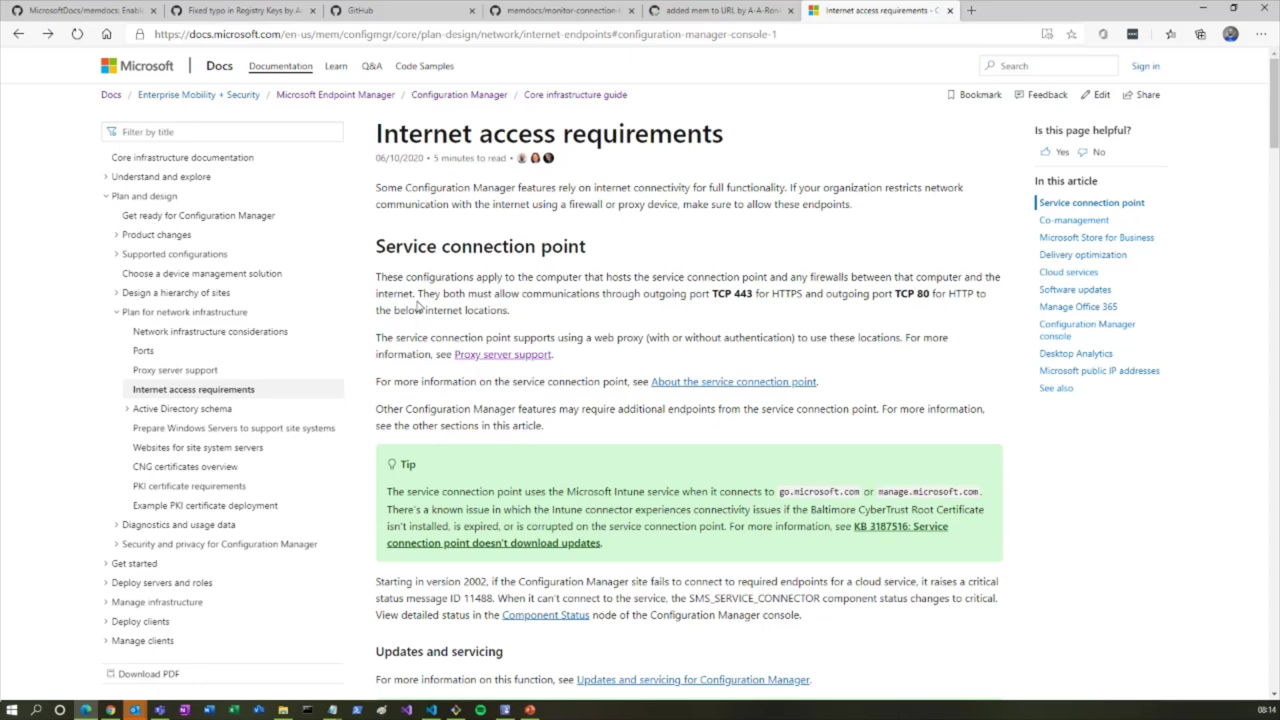 MicrosoftDocs/memdocs: Enabl
Fixed typo in Registry Keys by A
GitHub
memdocs/monitor-connection-
added mem to URL by A-A-Ron
Internet access requirements - C
https://docs.microsoft.com/en-us/mem/configmgr/core/plan-design/network/internet-endpoints#configuration-manager-console-1
Microsoft
Docs
Documentation
Learn
Q&A
Code Samples
Search
Sign in
Docs / Enterprise Mobility + Security / Microsoft Endpoint Manager / Configuration Manager / Core infrastructure guide
Bookmark
Feedback
Edit
Share
Filter by title
Core infrastructure documentation
Understand and explore
Plan and design
Get ready for Configuration Manager
Product changes
Supported configurations
Choose a device management solution
Design a hierarchy of sites
Plan for network infrastructure
Network infrastructure considerations
Ports
Proxy server support
Internet access requirements
Active Directory schema
Prepare Windows Servers to support site systems
Websites for site system servers
CNG certificates overview
PKI certificate requirements
Example PKI certificate deployment
Diagnostics and usage data
Security and privacy for Configuration Manager
Get started
Deploy servers and roles
Manage infrastructure
Deploy clients
Manage clients
Download PDF
Internet access requirements
06/10/2020 • 5 minutes to read •
Some Configuration Manager features rely on internet connectivity for full functionality. If your organization restricts network
communication with the internet using a firewall or proxy device, make sure to allow these endpoints.
Service connection point
These configurations apply to the computer that hosts the service connection point and any firewalls between that computer and the
internet. They both must allow communications through outgoing port TCP 443 for HTTPS and outgoing port TCP 80 for HTTP to
the below internet locations.
The service connection point supports using a web proxy (with or without authentication) to use these locations. For more
information, see Proxy server support.
For more information on the service connection point, see About the service connection point.
Other Configuration Manager features may require additional endpoints from the service connection point. For more information,
see the other sections in this article.
Tip
The service connection point uses the Microsoft Intune service when it connects to go.microsoft.com or manage.microsoft.com.
There's a known issue in which the Intune connector experiences connectivity issues if the Baltimore CyberTrust Root Certificate
isn't installed, is expired, or is corrupted on the service connection point. For more information, see KB 3187516: Service
connection point doesn't download updates.
Starting in version 2002, if the Configuration Manager site fails to connect to required endpoints for a cloud service, it raises a critical
status message ID 11488. When it can't connect to the service, the SMS_SERVICE_CONNECTOR component status changes to critical.
View detailed status in the Component Status node of the Configuration Manager console.
Updates and servicing
For more information on this function, see Updates and servicing for Configuration Manager.
Is this page helpful?
Yes
No
In this article
Service connection point
Co-management
Microsoft Store for Business
Delivery optimization
Cloud services
Software updates
Manage Office 365
Configuration Manager
console
Desktop Analytics
Microsoft public IP addresses
See also
08:14